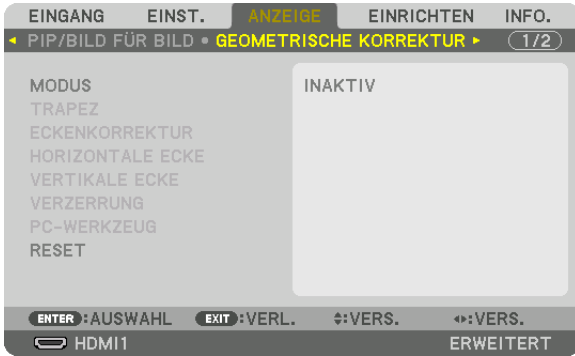 EINGANG EINST. ANZEIGE EINRICHTEN INFO.
◂ PIP/BILD FÜR BILD • GEOMETRISCHE KORREKTUR ▸ 1/2
MODUS INAKTIV
TRAPEZ
ECKENKORREKTUR
HORIZONTALE ECKE
VERTIKALE ECKE
VERZERRUNG
PC-WERKZEUG
RESET
ENTER:AUSWAHL EXIT:VERL. ⬍:VERS. ⬌:VERS.
HDMI1 ERWEITERT